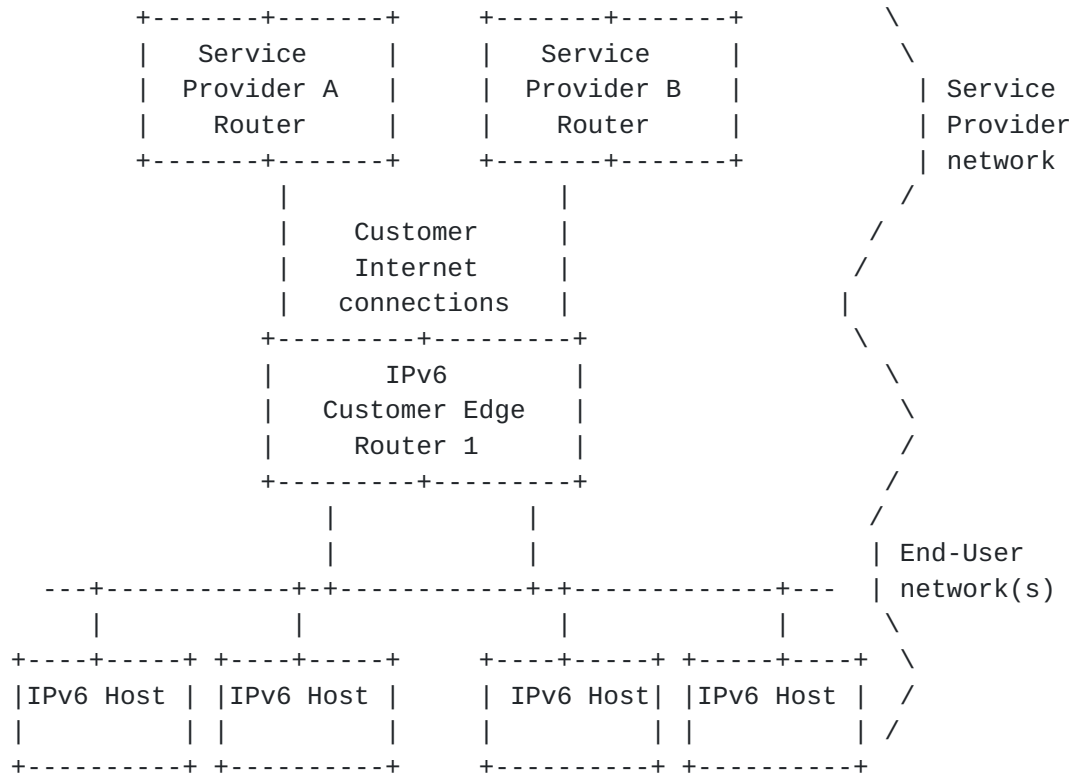 Service Service
Provider A Provider B Service
Router Router Provider
network
Customer
Internet
connections
IPv6
Customer Edge
Router 1
End-User
network(s)
IPv6 Host IPv6 Host IPv6 Host IPv6 Host